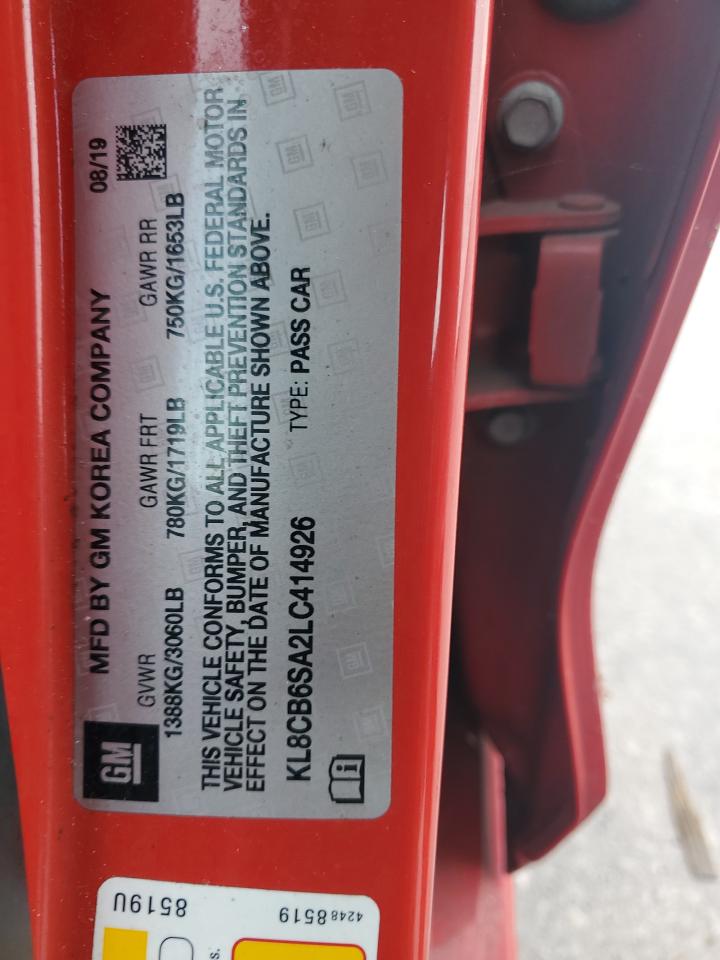 MFD BY GM KOREA COMPANY 08/19
GVWR GAWR FRT GAWR RR
1388KG/3060LB 780KG/1719LB 750KG/1653LB
THIS VEHICLE CONFORMS TO ALL APPLICABLE U.S. FEDERAL MOTOR
VEHICLE SAFETY, BUMPER, AND THEFT PREVENTION STANDARDS IN
EFFECT ON THE DATE OF MANUFACTURE SHOWN ABOVE.
KL8CB6SA2LC414926 TYPE: PASS CAR
GM
8519U
42488519
s.